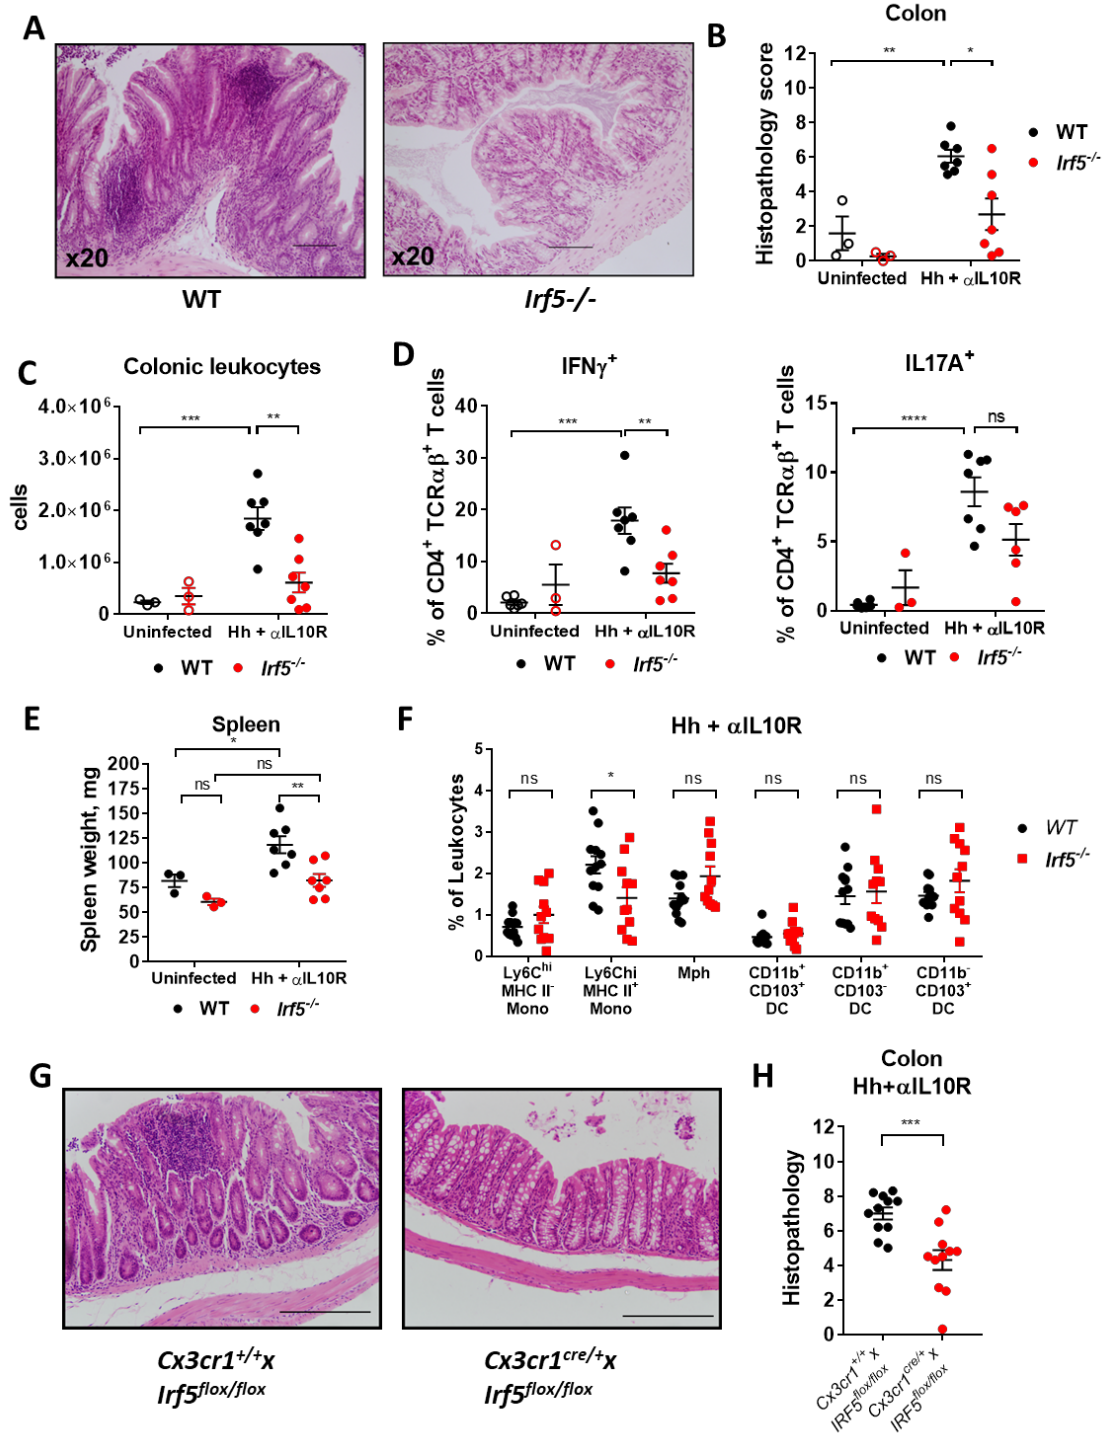 A
x20
WT
x20
Irf5-/-
B
Colon
Histopathology score
12
10
8
6
4
2
0
**
*
Uninfected
Hh + αIL10R
WT
Irf5-/-
C
Colonic leukocytes
cells
4.0×10^6
3.0×10^6
2.0×10^6
1.0×10^6
0
***
**
Uninfected
Hh + αIL10R
WT
Irf5-/-
D
IFNγ+
% of CD4+ TCRαβ+ T cells
40
30
20
10
0
***
**
Uninfected
Hh + αIL10R
WT
Irf5-/-
IL17A+
% of CD4+ TCRαβ+ T cells
15
10
5
0
****
ns
Uninfected
Hh + αIL10R
WT
Irf5-/-
E
Spleen
Spleen weight, mg
200
175
150
125
100
75
50
25
0
*
ns
ns
**
Uninfected
Hh + αIL10R
WT
Irf5-/-
F
Hh + αIL10R
% of Leukocytes
5
4
3
2
1
0
ns
*
ns
ns
ns
ns
Ly6Chi
MHC II-
Mono
Ly6Chi
MHC II+
Mono
Mph
CD11b+
CD103+
DC
CD11b+
CD103-
DC
CD11b-
CD103+
DC
WT
Irf5-/-
G
Cx3cr1+/+x
Irf5flox/flox
Cx3cr1cre/+x
Irf5flox/flox
H
Colon
Hh+αIL10R
Histopathology
12
10
8
6
4
2
0
***
Cx3cr1+/+ x
IRF5flox/flox
Cx3cr1cre/+ x
IRF5flox/flox